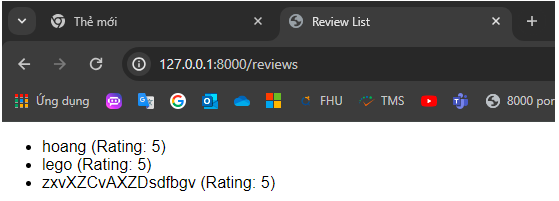 Thẻ mới
Review List
127.0.0.1:8000/reviews
Ứng dụng
FHU
TMS
8000 por
hoang (Rating: 5)
lego (Rating: 5)
zxvXZCvAXZDsdfbgv (Rating: 5)